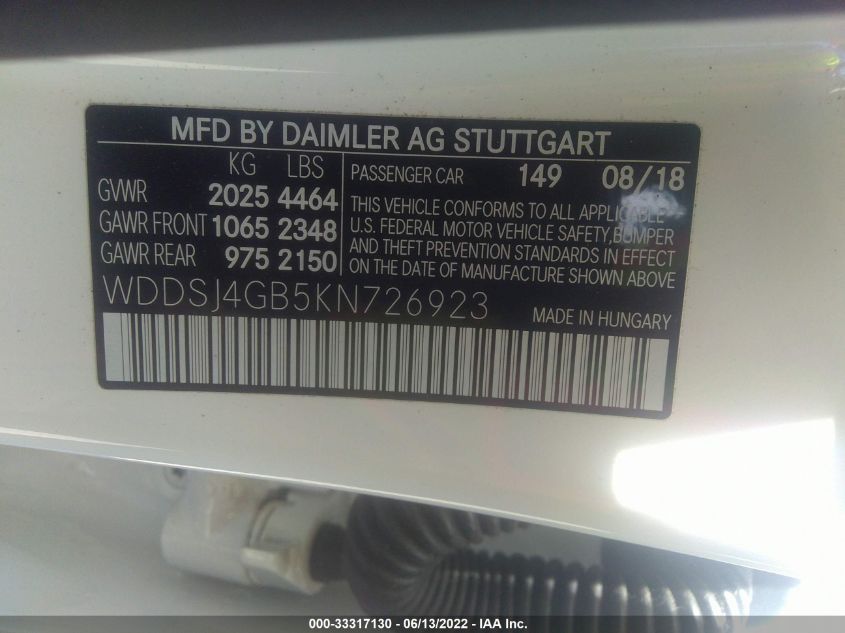 MFD BY DAIMLER AG STUTTGART
KG LBS
GVWR 2025 4464
GAWR FRONT 1065 2348
GAWR REAR 975 2150
PASSENGER CAR 149 08/18
THIS VEHICLE CONFORMS TO ALL APPLICABLE
U.S. FEDERAL MOTOR VEHICLE SAFETY, BUMPER
AND THEFT PREVENTION STANDARDS IN EFFECT
ON THE DATE OF MANUFACTURE SHOWN ABOVE
WDDSJ4GB5KN726923
MADE IN HUNGARY
000-33317130 - 06/13/2022 - IAA Inc.